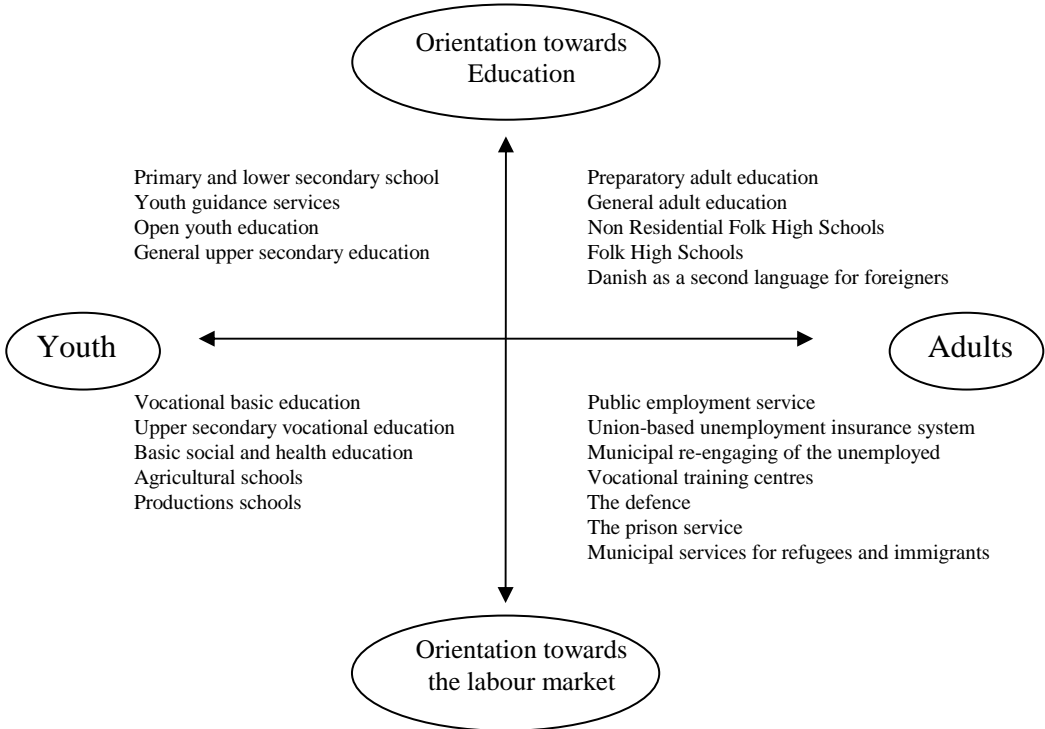 Orientation towards
Education
Primary and lower secondary school
Youth guidance services
Open youth education
General upper secondary education
Preparatory adult education
General adult education
Non Residential Folk High Schools
Folk High Schools
Danish as a second language for foreigners
Youth
Adults
Vocational basic education
Upper secondary vocational education
Basic social and health education
Agricultural schools
Productions schools
Public employment service
Union-based unemployment insurance system
Municipal re-engaging of the unemployed
Vocational training centres
The defence
The prison service
Municipal services for refugees and immigrants
Orientation towards
the labour market